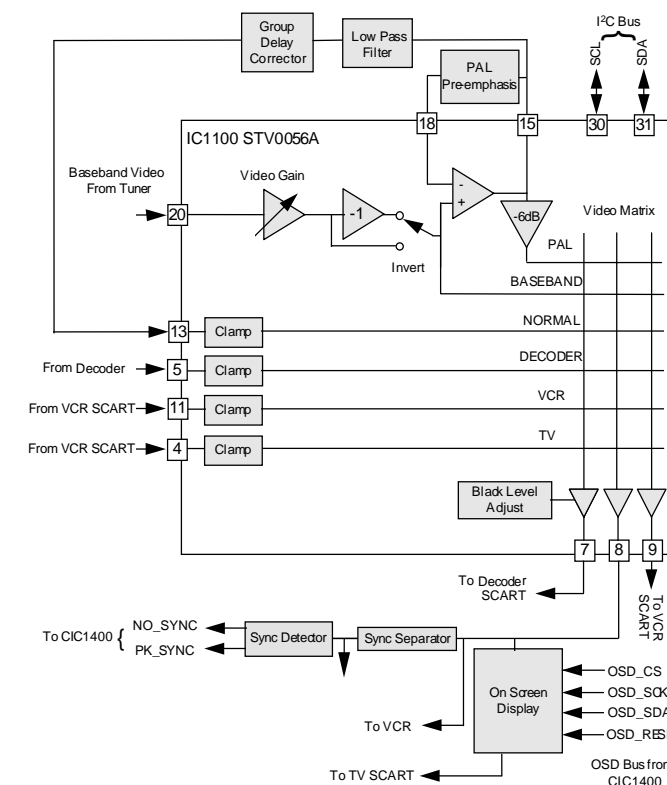 Group
Delay
Corrector
Low Pass
Filter
I²C Bus
SCL
SDA
PAL
Pre-emphasis
18
15
30
31
IC1100 STV0056A
Baseband Video
From Tuner
Video Gain
20
-1
-
+
-6dB
Video Matrix
Invert
PAL
BASEBAND
13
Clamp
NORMAL
From Decoder
5
Clamp
DECODER
From VCR SCART
11
Clamp
VCR
From VCR SCART
4
Clamp
TV
Black Level
Adjust
7
8
9
To Decoder
SCART
To VCR
SCART
To CIC1400 {
NO_SYNC
PK_SYNC
Sync Detector
Sync Separator
On Screen
Display
OSD_CS
OSD_SCK
OSD_SDA
To VCR
To TV SCART
OSD Bus
CIC1400